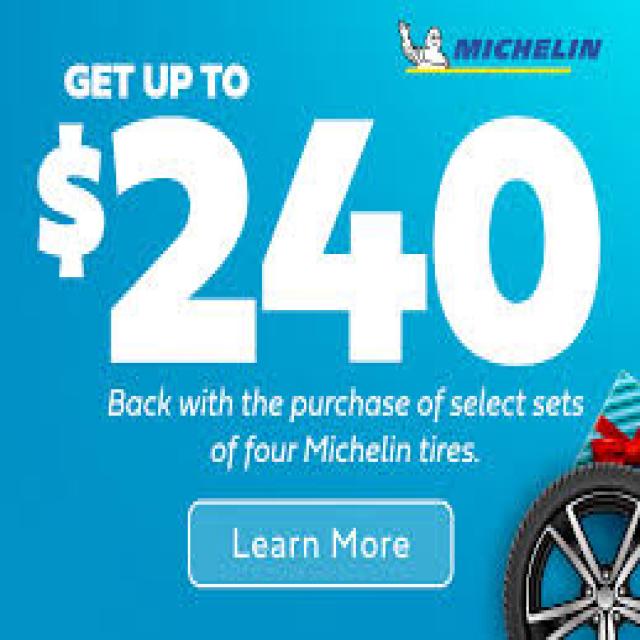 MICHELIN
GET UP TO
$240
Back with the purchase of select sets
of four Michelin tires.
Learn More